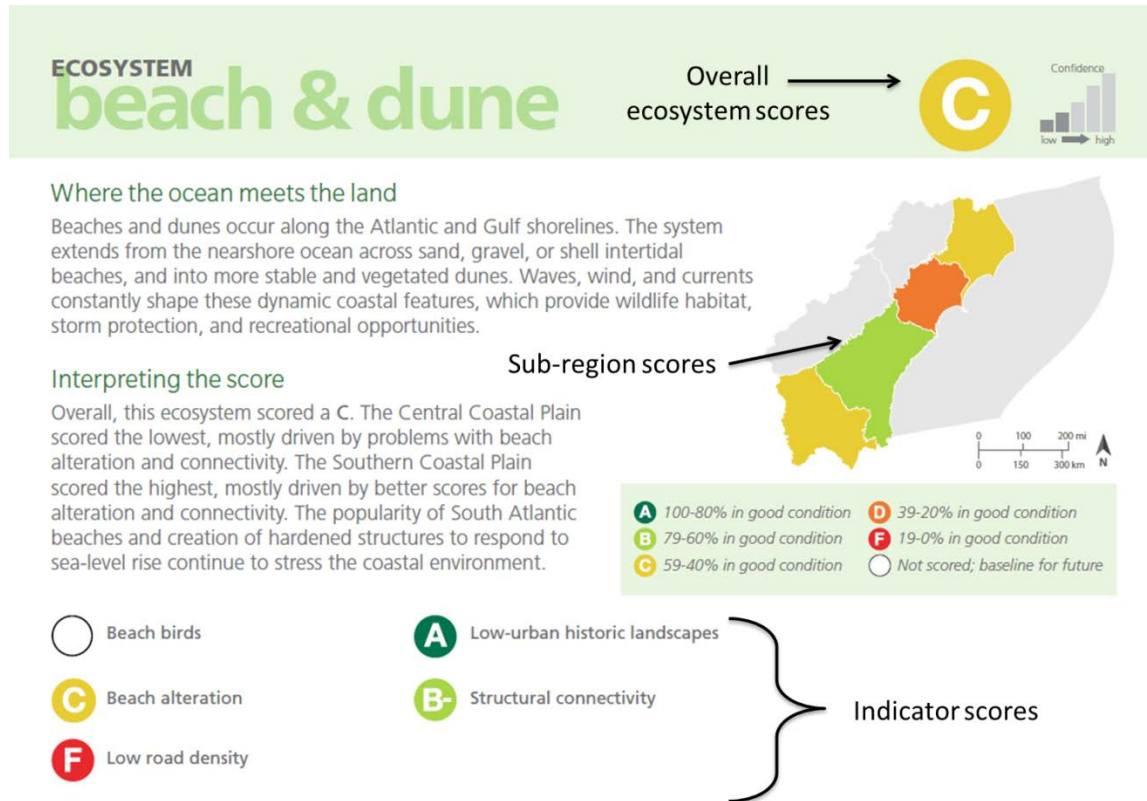 ECOSYSTEM
beach & dune
Overall
ecosystem scores
C
Confidence
low high
Where the ocean meets the land
Beaches and dunes occur along the Atlantic and Gulf shorelines. The system
extends from the nearshore ocean across sand, gravel, or shell intertidal
beaches, and into more stable and vegetated dunes. Waves, wind, and currents
constantly shape these dynamic coastal features, which provide wildlife habitat,
storm protection, and recreational opportunities.
Sub-region scores
Interpreting the score
Overall, this ecosystem scored a C. The Central Coastal Plain
scored the lowest, mostly driven by problems with beach
alteration and connectivity. The Southern Coastal Plain
scored the highest, mostly driven by better scores for beach
alteration and connectivity. The popularity of South Atlantic
beaches and creation of hardened structures to respond to
sea-level rise continue to stress the coastal environment.
0 100 200 mi
0 150 300 km
N
A 100-80% in good condition
B 79-60% in good condition
C 59-40% in good condition
D 39-20% in good condition
F 19-0% in good condition
Not scored; baseline for future
Beach birds
C Beach alteration
F Low road density
A Low-urban historic landscapes
B- Structural connectivity
Indicator scores